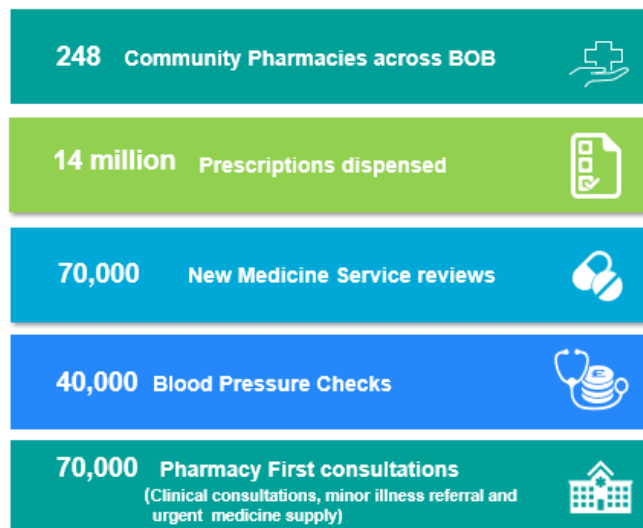 248 Community Pharmacies across BOB
14 million Prescriptions dispensed
70,000 New Medicine Service reviews
40,000 Blood Pressure Checks
£
70,000 Pharmacy First consultations
(Clinical consultations, minor illness referral and
urgent medicine supply)